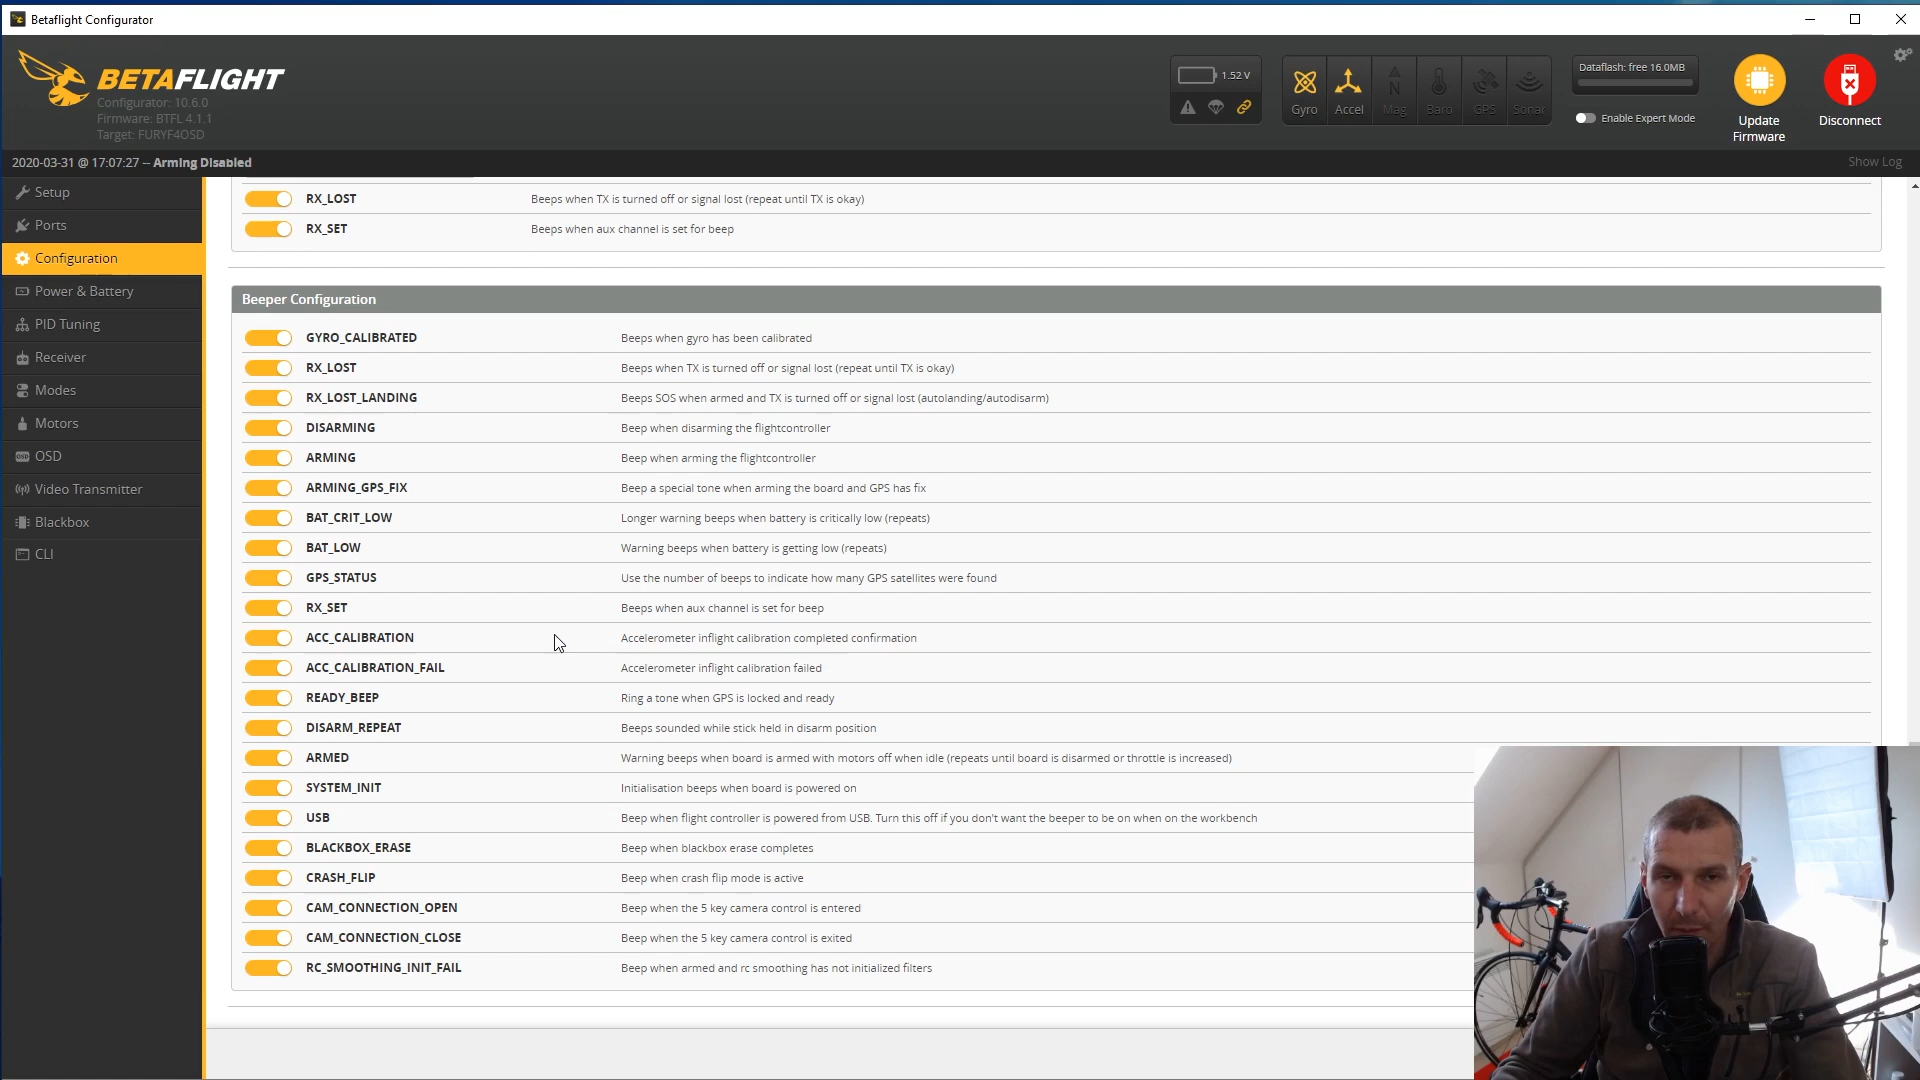 Betaflight Configurator
BETAFLIGHT
Configurator: 10.6.0
Firmware: BTFL 4.1.1
Target: FURYF4OSD
1.52 V
Gyro
Accel
Mag
Baro
GPS
Sonar
Dataflash: free 16.0MB
Enable Expert Mode
Update Firmware
Disconnect
2020-03-31 @ 17:07:27 -- Arming Disabled
Show Log
Setup
Ports
Configuration
Power & Battery
PID Tuning
Receiver
Modes
Motors
OSD
Video Transmitter
Blackbox
CLI
RX_LOST Beeps when TX is turned off or signal lost (repeat until TX is okay)
RX_SET Beeps when aux channel is set for beep
Beeper Configuration
GYRO_CALIBRATED Beeps when gyro has been calibrated
RX_LOST Beeps when TX is turned off or signal lost (repeat until TX is okay)
RX_LOST_LANDING Beeps SOS when armed and TX is turned off or signal lost (autolanding/autodisarm)
DISARMING Beep when disarming the flightcontroller
ARMING Beep when arming the flightcontroller
ARMING_GPS_FIX Beep a special tone when arming the board and GPS has fix
BAT_CRIT_LOW Longer warning beeps when battery is critically low (repeats)
BAT_LOW Warning beeps when battery is getting low (repeats)
GPS_STATUS Use the number of beeps to indicate how many GPS satellites were found
RX_SET Beeps when aux channel is set for beep
ACC_CALIBRATION Accelerometer inflight calibration completed confirmation
ACC_CALIBRATION_FAIL Accelerometer inflight calibration failed
READY_BEEP Ring a tone when GPS is locked and ready
DISARM_REPEAT Beeps sounded while stick held in disarm position
ARMED Warning beeps when board is armed with motors off when idle (repeats until board is disarmed or throttle is increased)
SYSTEM_INIT Initialisation beeps when board is powered on
USB Beep when flight controller is powered from USB. Turn this off if you don't want the beeper to be on when on the workbench
BLACKBOX_ERASE Beep when blackbox erase completes
CRASH_FLIP Beep when crash flip mode is active
CAM_CONNECTION_OPEN Beep when the 5 key camera control is entered
CAM_CONNECTION_CLOSE Beep when the 5 key camera control is exited
RC_SMOOTHING_INIT_FAIL Beep when armed and rc smoothing has not initialized filters